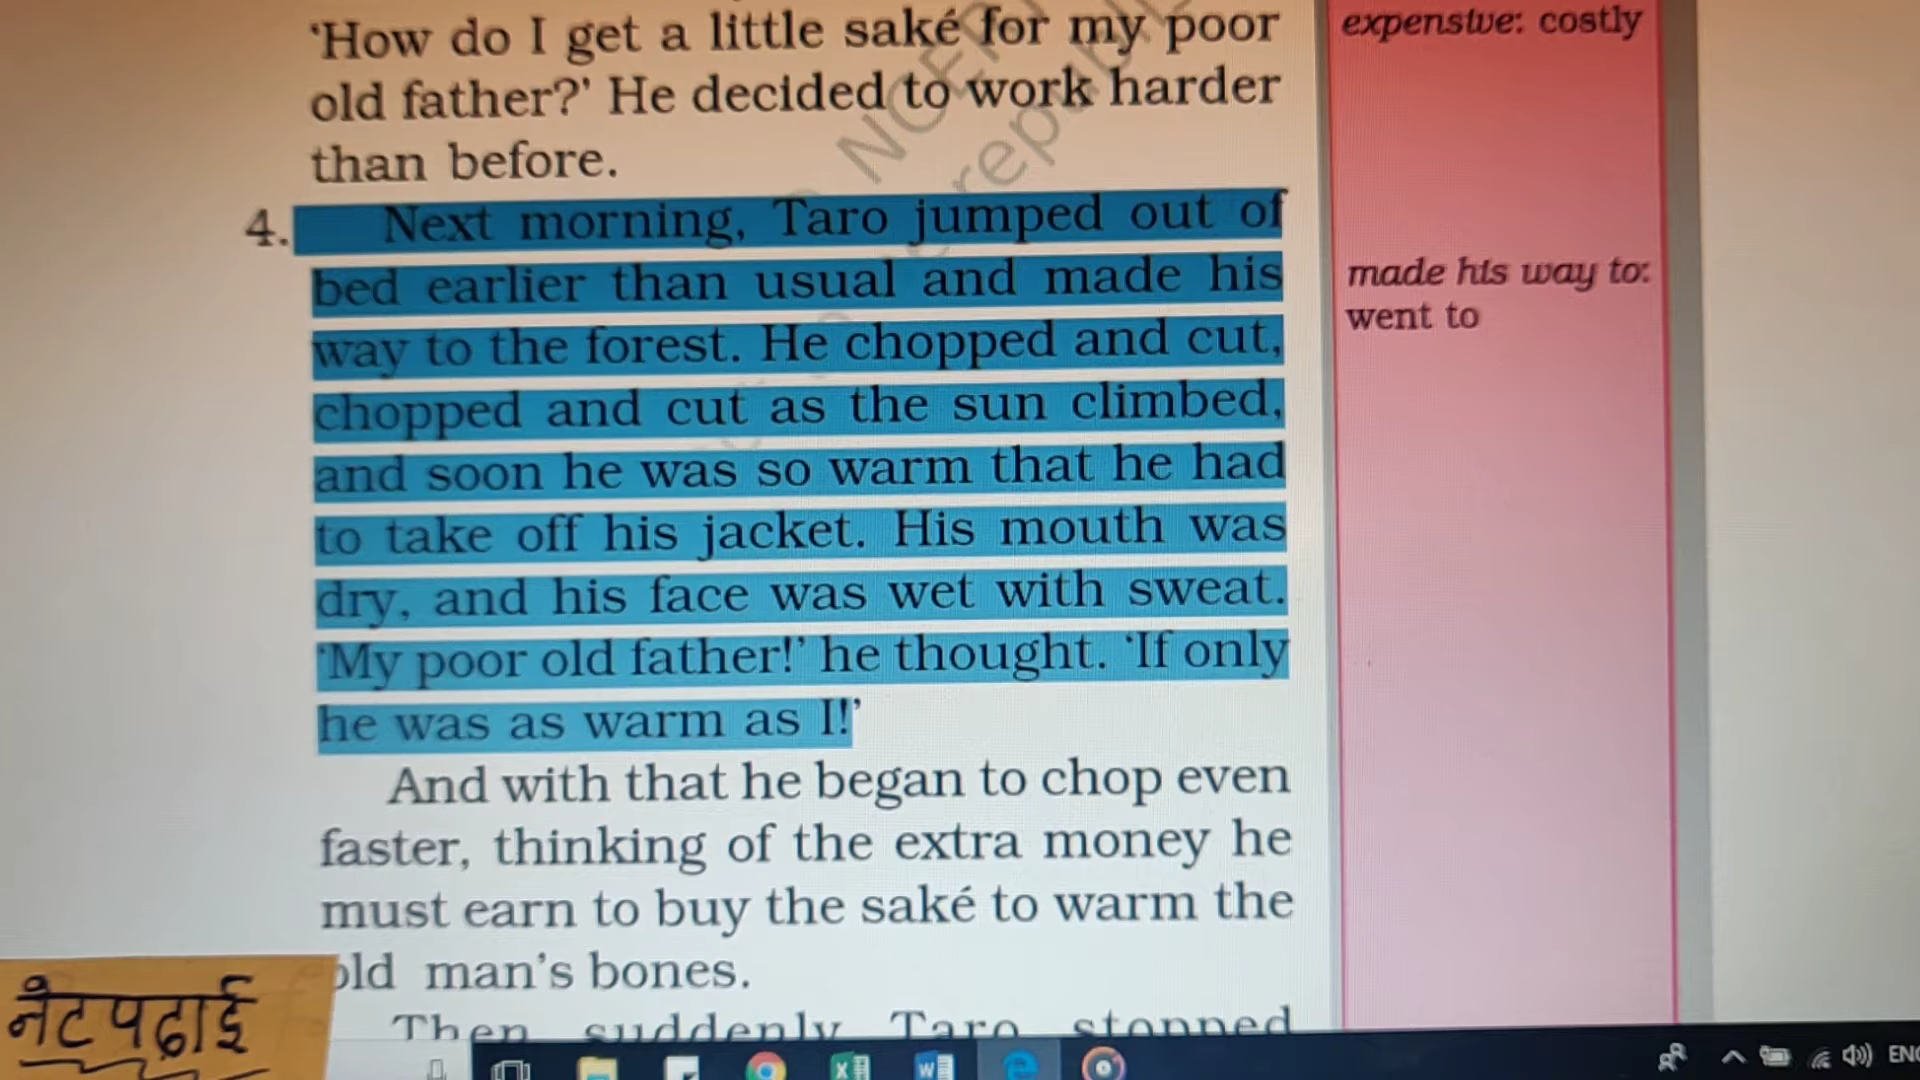 ‘How do I get a little saké for my poor
old father?’ He decided to work harder
than before.
4. Next morning, Taro jumped out of
bed earlier than usual and made his
way to the forest. He chopped and cut,
chopped and cut as the sun climbed,
and soon he was so warm that he had
to take off his jacket. His mouth was
dry, and his face was wet with sweat.
‘My poor old father!’ he thought. ‘If only
he was as warm as I!’
And with that he began to chop even
faster, thinking of the extra money he
must earn to buy the saké to warm the
old man’s bones.
Then suddenly Taro stopped
expensive: costly
made his way to:
went to
नेटपढाई
ENG